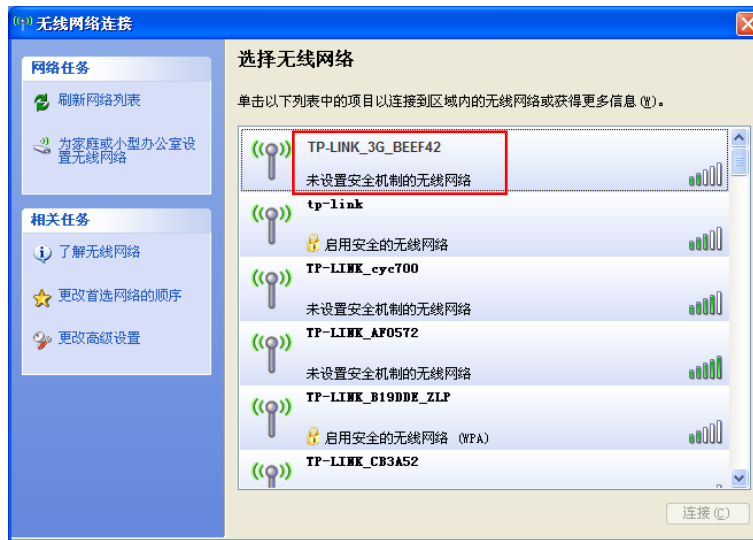 无线网络连接
网络任务
刷新网络列表
为家庭或小型办公室设
置无线网络
相关任务
了解无线网络
更改首选网络的顺序
更改高级设置
选择无线网络
单击以下列表中的项目以连接到区域内的无线网络或获得更多信息(W)。
TP-LINK_3G_BEEF42
未设置安全机制的无线网络
tp-link
启用安全的无线网络
TP-LINK_cyc700
未设置安全机制的无线网络
TP-LINK_AF0572
未设置安全机制的无线网络
TP-LINK_B19DDE_ZLP
启用安全的无线网络 (WPA)
TP-LINK_CB3A52
连接(C)